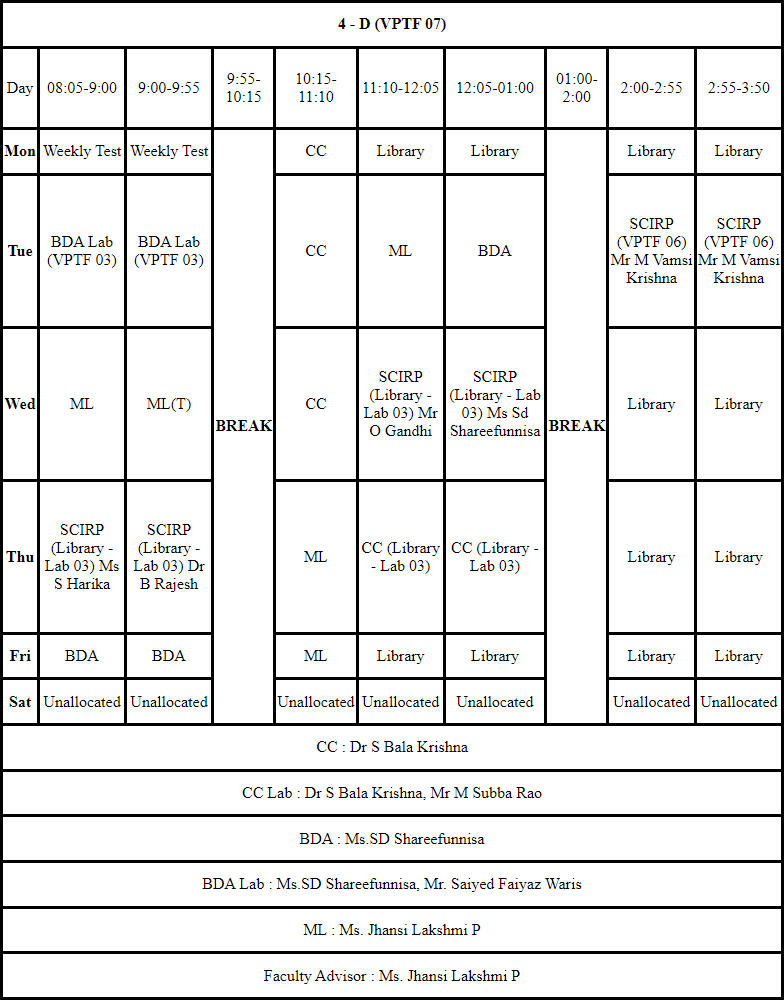 4 - D (VPTF 07)
Day 08:05-9:00 9:00-9:55 9:55-10:15 10:15-11:10 11:10-12:05 12:05-01:00 01:00-2:00 2:00-2:55 2:55-3:50
Mon Weekly Test Weekly Test BREAK CC Library Library BREAK Library Library
Tue BDA Lab (VPTF 03) BDA Lab (VPTF 03) CC ML BDA SCIRP (VPTF 06) Mr M Vamsi Krishna SCIRP (VPTF 06) Mr M Vamsi Krishna
Wed ML ML(T) CC SCIRP (Library - Lab 03) Mr O Gandhi SCIRP (Library - Lab 03) Ms Sd Shareefunnisa Library Library
Thu SCIRP (Library - Lab 03) Ms S Harika SCIRP (Library - Lab 03) Dr B Rajesh ML CC (Library - Lab 03) CC (Library - Lab 03) Library Library
Fri BDA BDA ML Library Library Library Library
Sat Unallocated Unallocated Unallocated Unallocated Unallocated Unallocated Unallocated
CC : Dr S Bala Krishna
CC Lab : Dr S Bala Krishna, Mr M Subba Rao
BDA : Ms.SD Shareefunnisa
BDA Lab : Ms.SD Shareefunnisa, Mr. Saiyed Faiyaz Waris
ML : Ms. Jhansi Lakshmi P
Faculty Advisor : Ms. Jhansi Lakshmi P